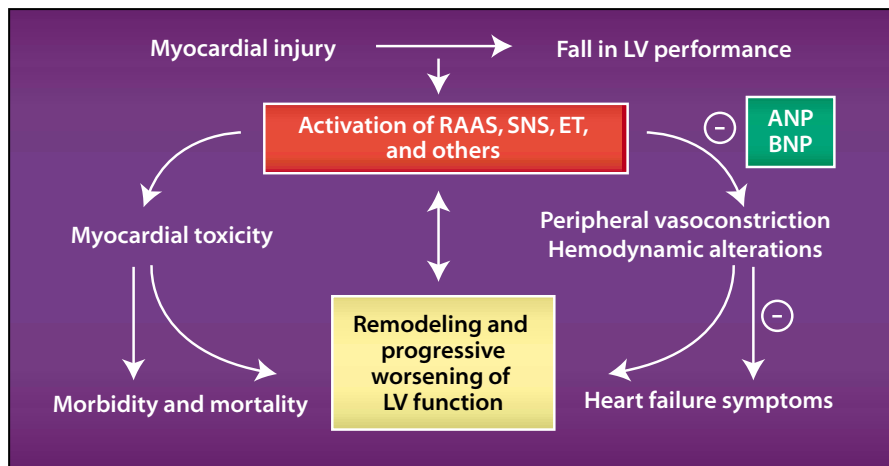 Myocardial injury
Fall in LV performance
Activation of RAAS, SNS, ET,
and others
−
ANP
BNP
Myocardial toxicity
Peripheral vasoconstriction
Hemodynamic alterations
−
Remodeling and
progressive
worsening of
LV function
Morbidity and mortality
Heart failure symptoms